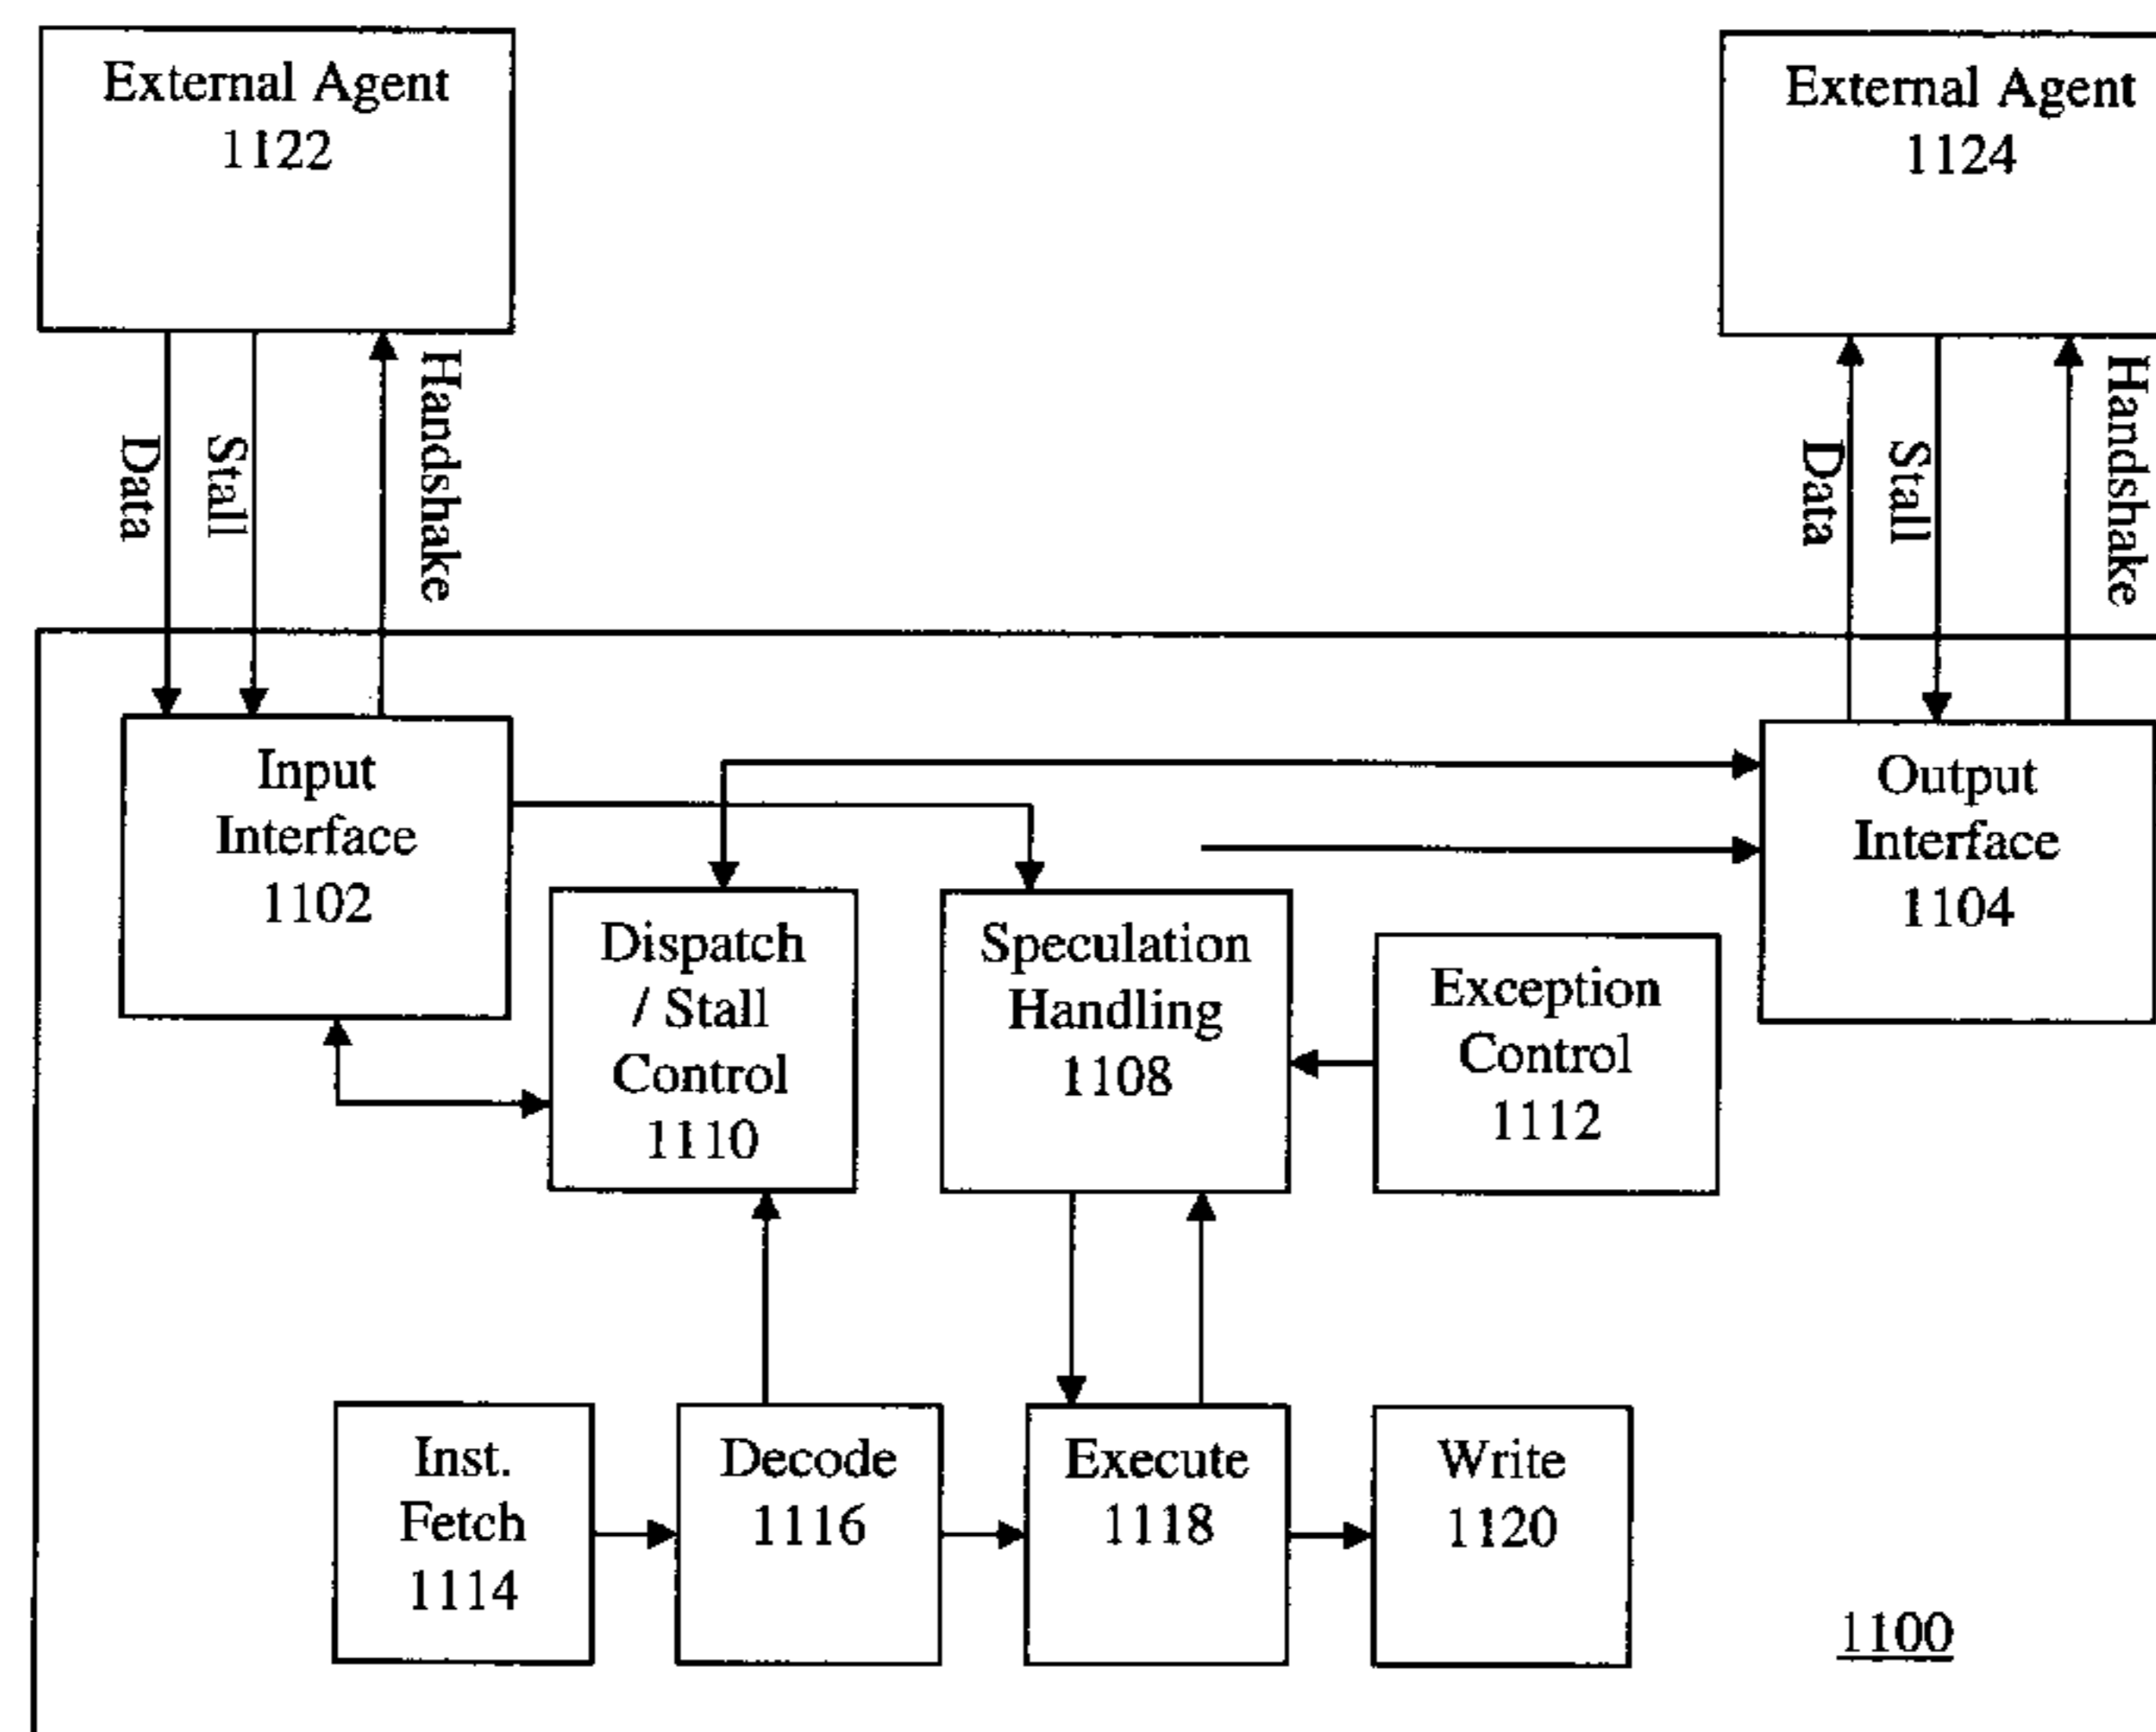 External Agent
1122
External Agent
1124
Data
Stall
Handshake
Data
Stall
Handshake
Input
Interface
1102
Output
Interface
1104
Dispatch
/ Stall
Control
1110
Speculation
Handling
1108
Exception
Control
1112
Inst.
Fetch
1114
Decode
1116
Execute
1118
Write
1120
1100